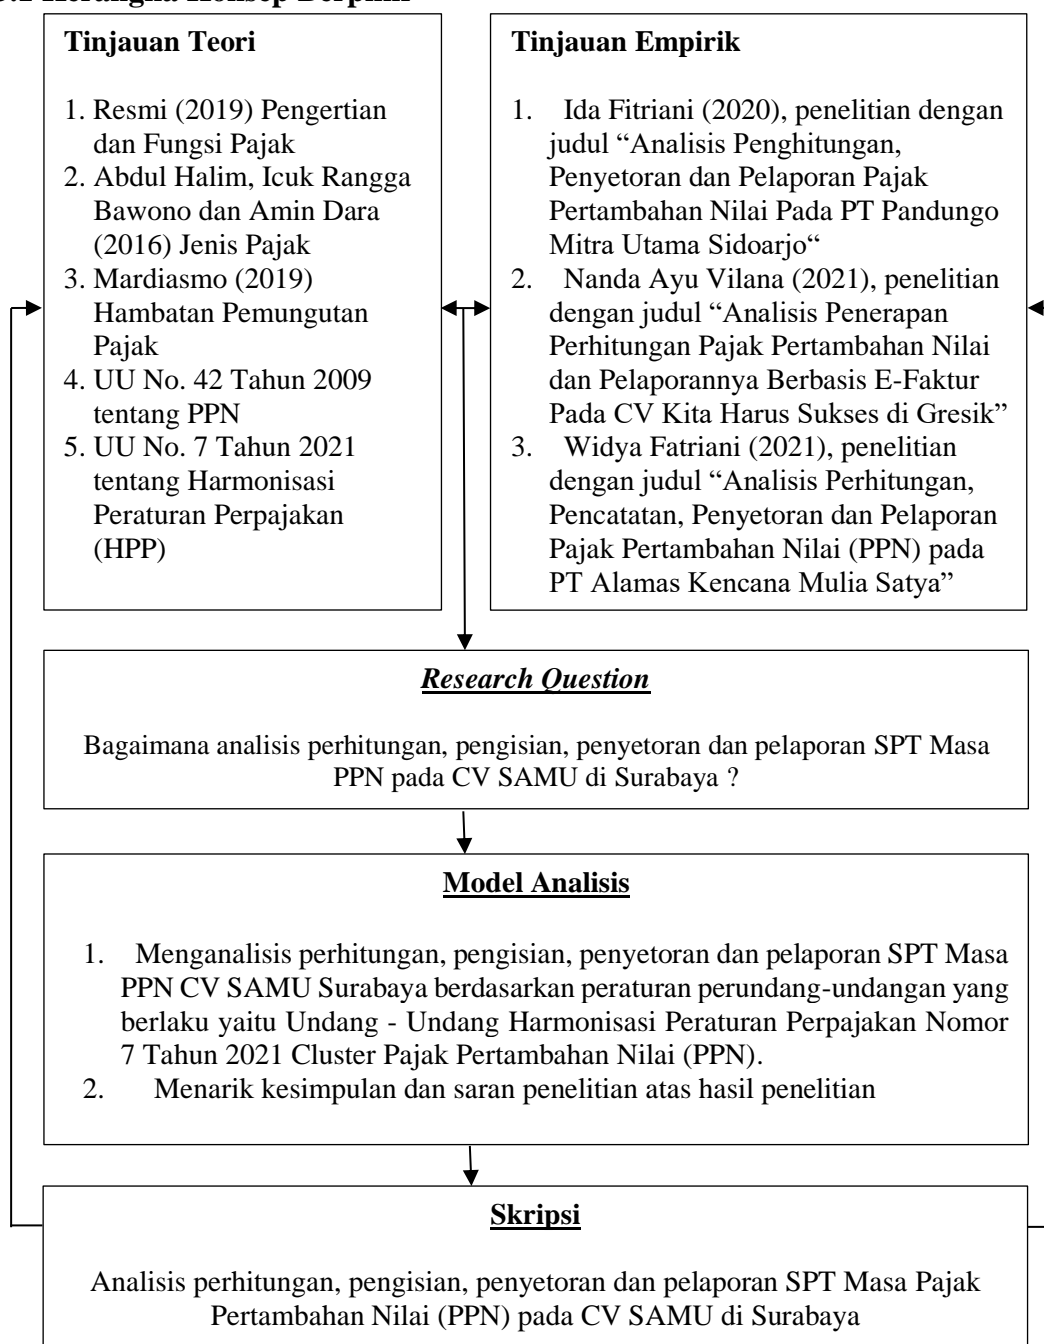 Tinjauan Teori
1. Resmi (2019) Pengertian
dan Fungsi Pajak
2. Abdul Halim, Icuk Rangga
Bawono dan Amin Dara
(2016) Jenis Pajak
3. Mardiasmo (2019)
Hambatan Pemungutan
Pajak
4. UU No. 42 Tahun 2009
tentang PPN
5. UU No. 7 Tahun 2021
tentang Harmonisasi
Peraturan Perpajakan
(HPP)
Tinjauan Empirik
1. Ida Fitriani (2020), penelitian dengan
judul “Analisis Penghitungan,
Penyetoran dan Pelaporan Pajak
Pertambahan Nilai Pada PT Pandungo
Mitra Utama Sidoarjo“
2. Nanda Ayu Vilana (2021), penelitian
dengan judul “Analisis Penerapan
Perhitungan Pajak Pertambahan Nilai
dan Pelaporannya Berbasis E-Faktur
Pada CV Kita Harus Sukses di Gresik”
3. Widya Fatriani (2021), penelitian
dengan judul “Analisis Perhitungan,
Pencatatan, Penyetoran dan Pelaporan
Pajak Pertambahan Nilai (PPN) pada
PT Alamas Kencana Mulia Satya”
Research Question
Bagaimana analisis perhitungan, pengisian, penyetoran dan pelaporan SPT Masa
PPN pada CV SAMU di Surabaya ?
Model Analisis
1. Menganalisis perhitungan, pengisian, penyetoran dan pelaporan SPT Masa
PPN CV SAMU Surabaya berdasarkan peraturan perundang-undangan yang
berlaku yaitu Undang - Undang Harmonisasi Peraturan Perpajakan Nomor
7 Tahun 2021 Cluster Pajak Pertambahan Nilai (PPN).
2. Menarik kesimpulan dan saran penelitian atas hasil penelitian
Skripsi
Analisis perhitungan, pengisian, penyetoran dan pelaporan SPT Masa Pajak
Pertambahan Nilai (PPN) pada CV SAMU di Surabaya